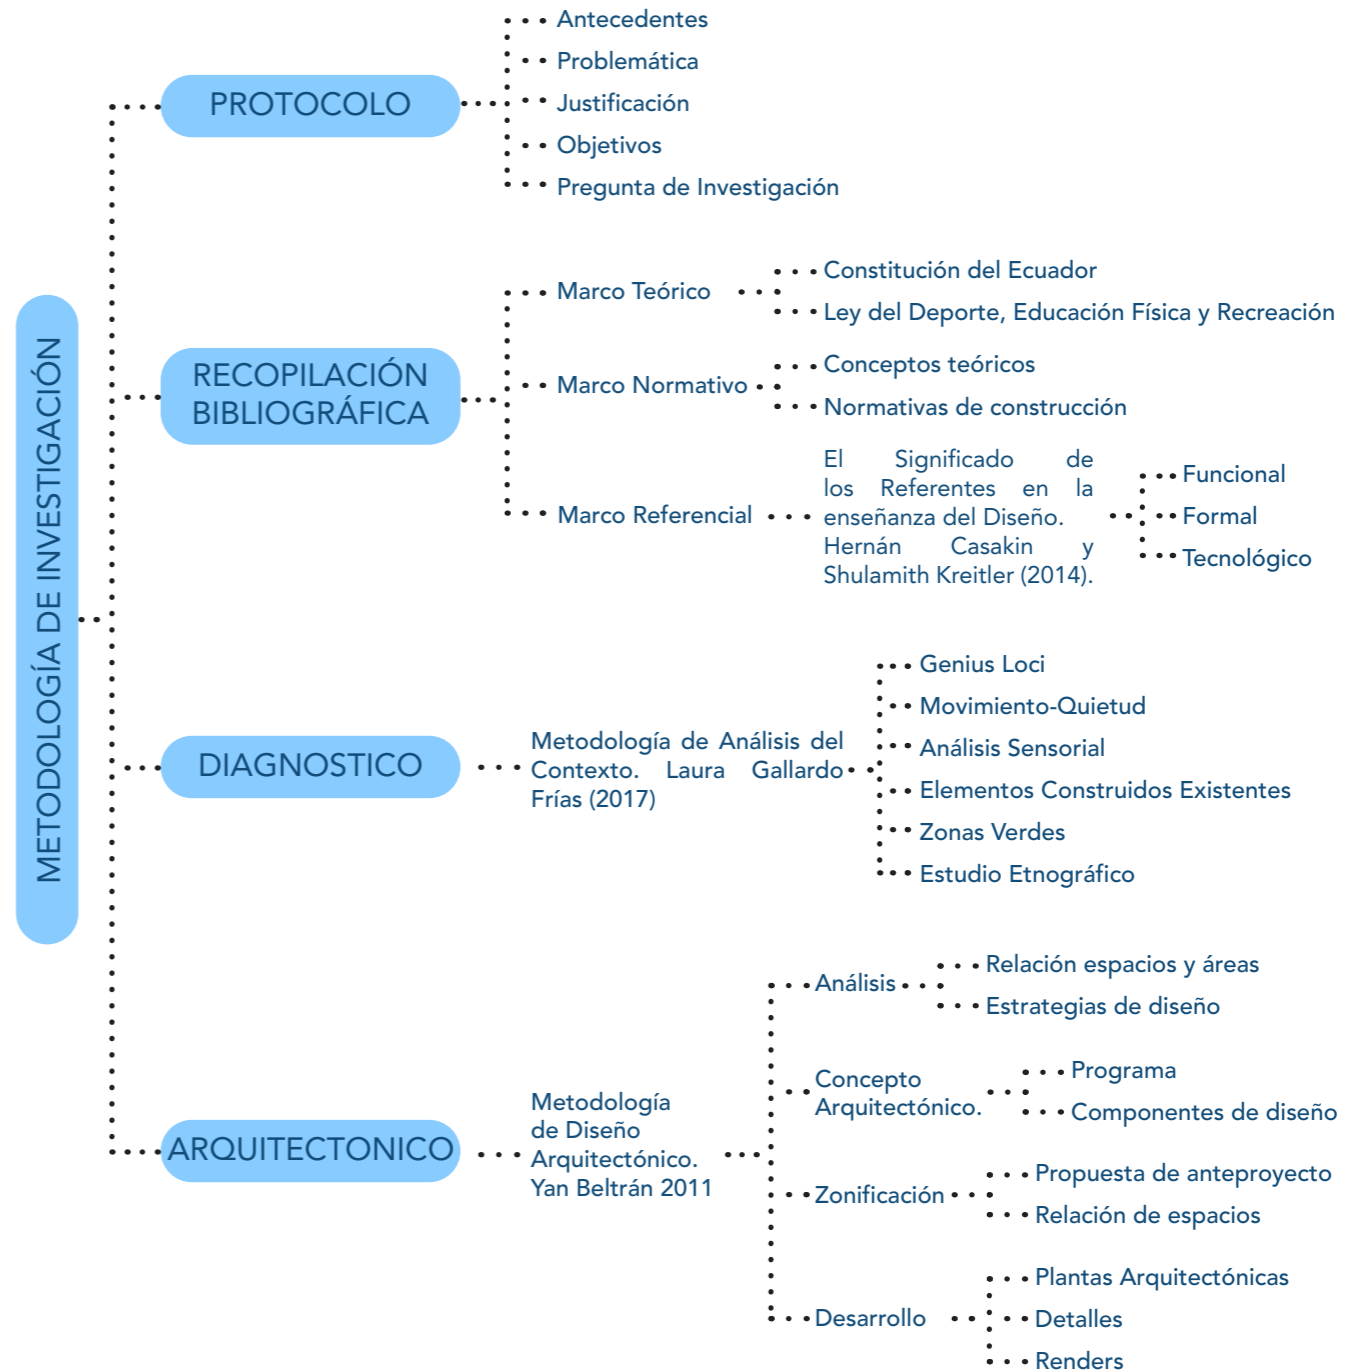 METODOLOGÍA DE INVESTIGACIÓN
PROTOCOLO
Antecedentes
Problemática
Justificación
Objetivos
Pregunta de Investigación
RECOPILACIÓN
BIBLIOGRÁFICA
Marco Teórico
Constitución del Ecuador
Ley del Deporte, Educación Física y Recreación
Marco Normativo
Conceptos teóricos
Normativas de construcción
Marco Referencial
El Significado de
los Referentes en la
enseñanza del Diseño.
Hernán Casakin y
Shulamith Kreitler (2014).
Funcional
Formal
Tecnológico
DIAGNOSTICO
Metodología de Análisis del
Contexto. Laura Gallardo
Frías (2017)
Genius Loci
Movimiento-Quietud
Análisis Sensorial
Elementos Construidos Existentes
Zonas Verdes
Estudio Etnográfico
ARQUITECTONICO
Metodología
de Diseño
Arquitectónico.
Yan Beltrán 2011
Análisis
Relación espacios y áreas
Estrategias de diseño
Concepto
Arquitectónico.
Programa
Componentes de diseño
Zonificación
Propuesta de anteproyecto
Relación de espacios
Desarrollo
Plantas Arquitectónicas
Detalles
Renders